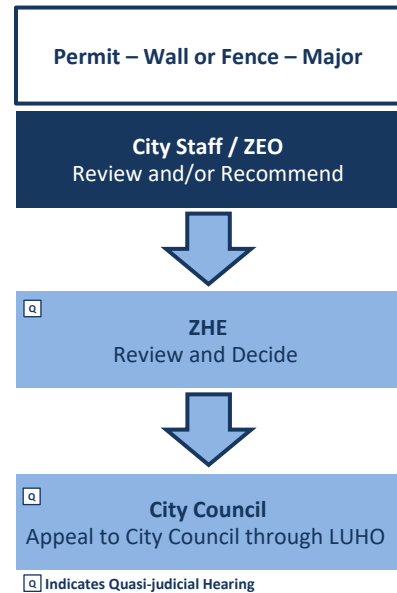 Permit – Wall or Fence – Major
City Staff / ZEO
Review and/or Recommend
Q
ZHE
Review and Decide
Q
City Council
Appeal to City Council through LUHO
Q Indicates Quasi-judicial Hearing